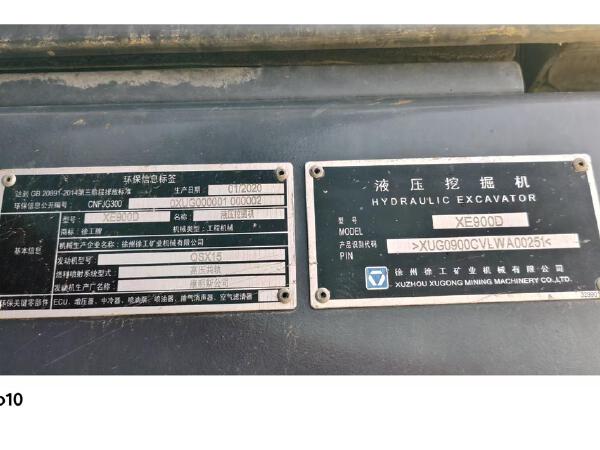 环保信息标签
达到 GB 20891-2014第三阶段排放标准 生产日期: 01/2020
环保信息公开编号: CNFJG300 0XUG000001 000002
基本信息
型号: XE900D 名称: 液压挖掘机
商标: 徐工牌 机械类型: 工程机械
机械生产企业名称: 徐州徐工矿业机械有限公司
发动机型号: QSX15
燃料喷射系统型式: 高压共轨
发动机生产厂名称: 康明斯公司
环保关键零部件 ECU、增压器、中冷器、喷油泵、喷油器、排气消声器、空气滤清器
液压挖掘机
HYDRAULIC EXCAVATOR
型号
MODEL XE900D
产品识别代码
PIN >XUG0900CVLWA00251<
徐州徐工矿业机械有限公司
XUZHOU XUGONG MINING MACHINERY CO.,LTD.